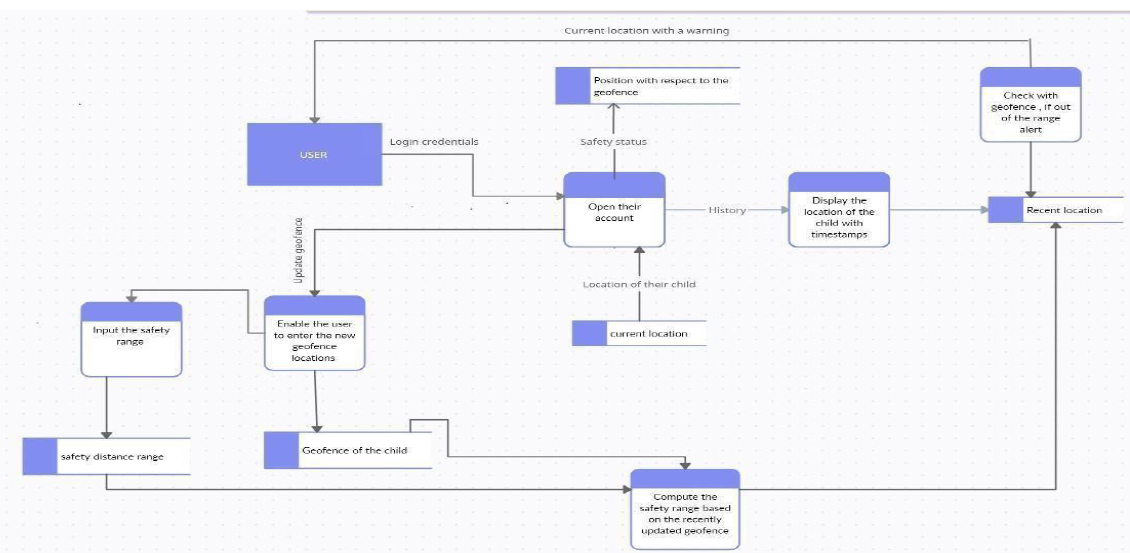 Current location with a warning
Position with respect to the
geofence
Check with
geofence , if out
of the range
alert
USER
Login credentials
Safety status
Open their
account
History
Display the
location of the
child with
timestamps
Recent location
Update geofence
Location of their child
current location
Input the safety
range
Enable the user
to enter the new
geofence
locations
safety distance range
Geofence of the child
Compute the
safety range based
on the recently
updated geofence